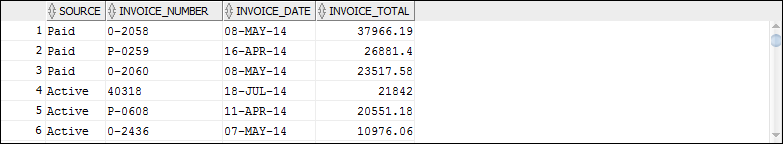 SOURCE INVOICE_NUMBER INVOICE_DATE INVOICE_TOTAL
1 Paid 0-2058 08-MAY-14 37966.19
2 Paid P-0259 16-APR-14 26881.4
3 Paid 0-2060 08-MAY-14 23517.58
4 Active 40318 18-JUL-14 21842
5 Active P-0608 11-APR-14 20551.18
6 Active 0-2436 07-MAY-14 10976.06